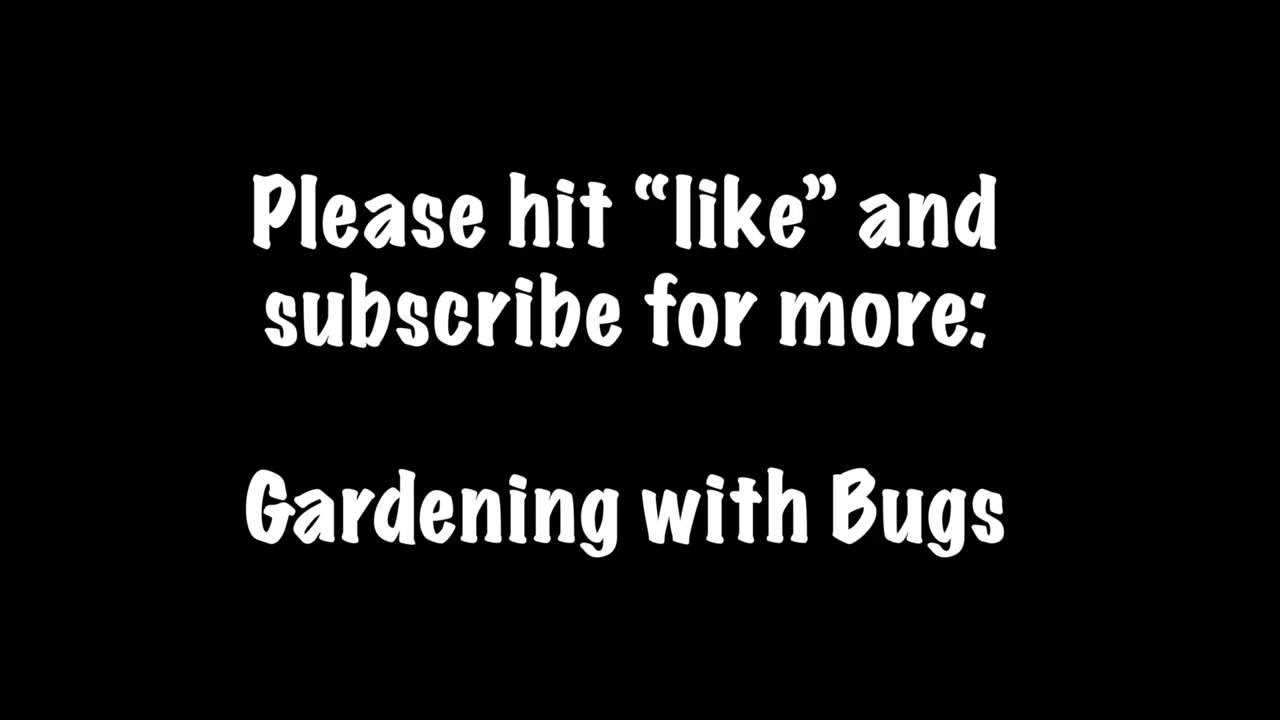 Please hit “like” and
subscribe for more:
Gardening with Bugs